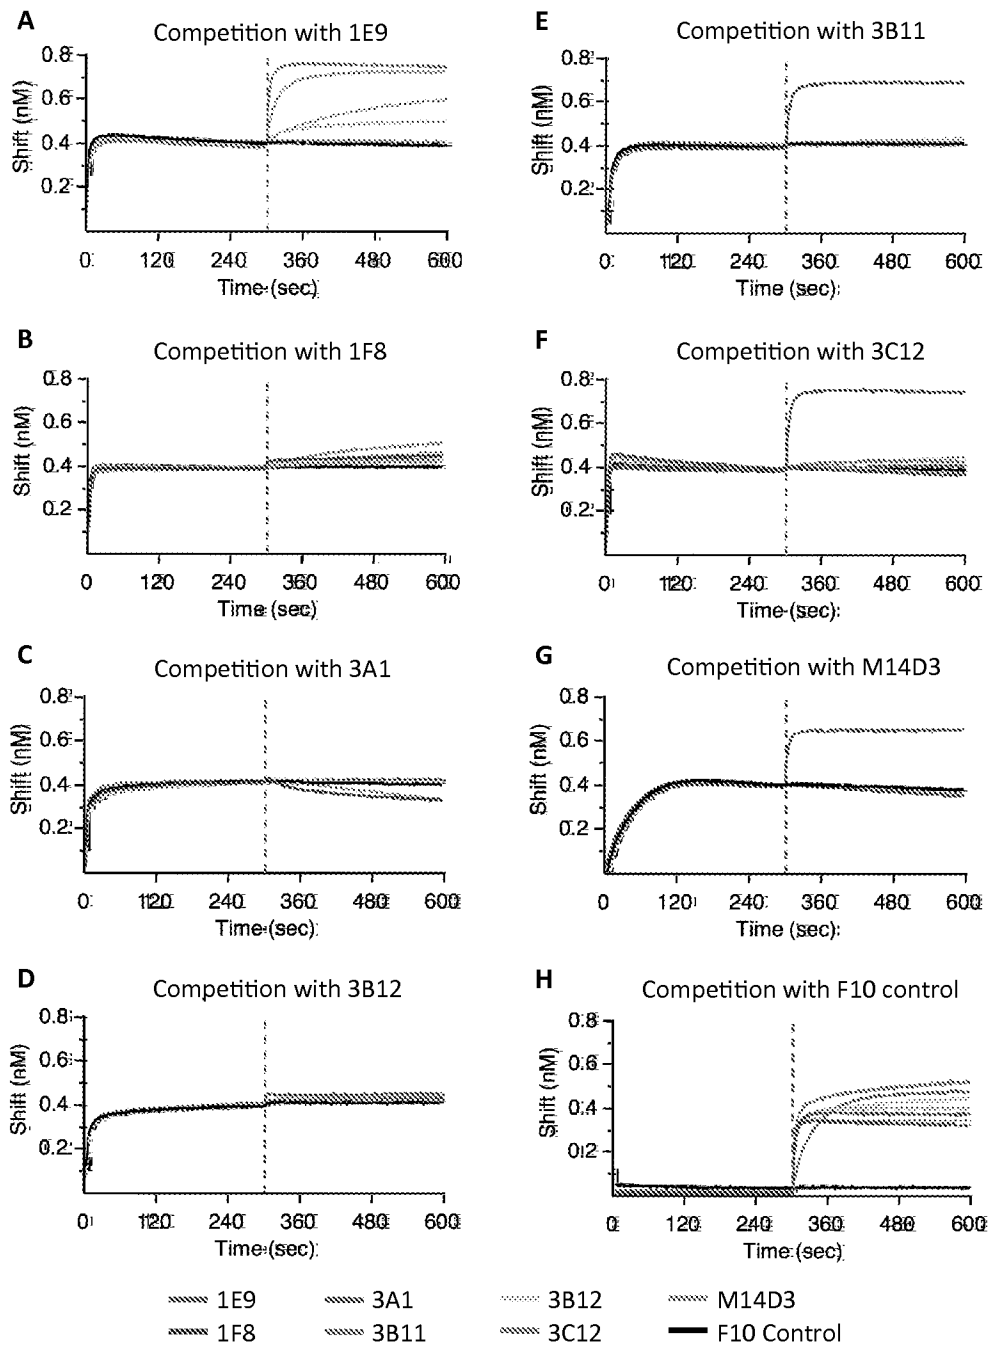 A
Competition with 1E9
0.8
0.6
0.4
0.2
Shift (nM)
0 120 240 360 480 600
Time (sec)
B
Competition with 1F8
0.8
0.6
0.4
0.2
Shift (nM)
0 120 240 360 480 600
Time (sec)
C
Competition with 3A1
0.8
0.6
0.4
0.2
Shift (nM)
0 120 240 360 480 600
Time (sec)
D
Competition with 3B12
0.8
0.6
0.4
0.2
Shift (nM)
0 120 240 360 480 600
Time (sec)
E
Competition with 3B11
0.8
0.6
0.4
0.2
Shift (nM)
0 120 240 360 480 600
Time (sec)
F
Competition with 3C12
0.8
0.6
0.4
0.2
Shift (nM)
0 120 240 360 480 600
Time (sec)
G
Competition with M14D3
0.8
0.6
0.4
0.2
Shift (nM)
0 120 240 360 480 600
Time (sec)
H
Competition with F10 control
0.8
0.6
0.4
0.2
Shift (nM)
0 120 240 360 480 600
Time (sec)
1E9 3A1 3B12 M14D3
1F8 3B11 3C12 F10 Control